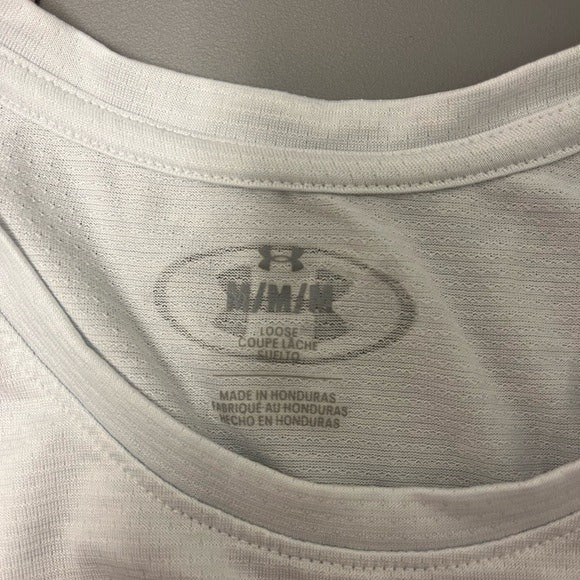 M/M/M
LOOSE
COUPE LÂCHE
SUELTO
MADE IN HONDURAS
FABRIQUÉ AU HONDURAS
HECHO EN HONDURAS